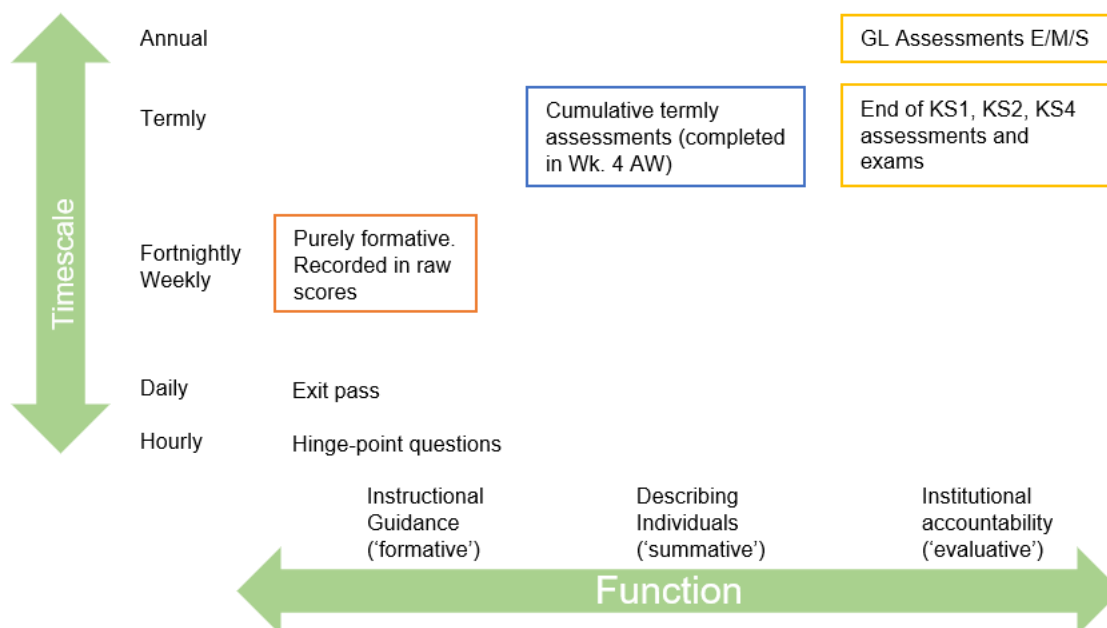 Annual
GL Assessments E/M/S
Termly
Cumulative termly
assessments (completed
in Wk. 4 AW)
End of KS1, KS2, KS4
assessments and
exams
Timescale
Fortnightly
Weekly
Purely formative.
Recorded in raw
scores
Daily
Exit pass
Hourly
Hinge-point questions
Instructional
Guidance
(‘formative’)
Describing
Individuals
(‘summative’)
Institutional
accountability
(‘evaluative’)
Function